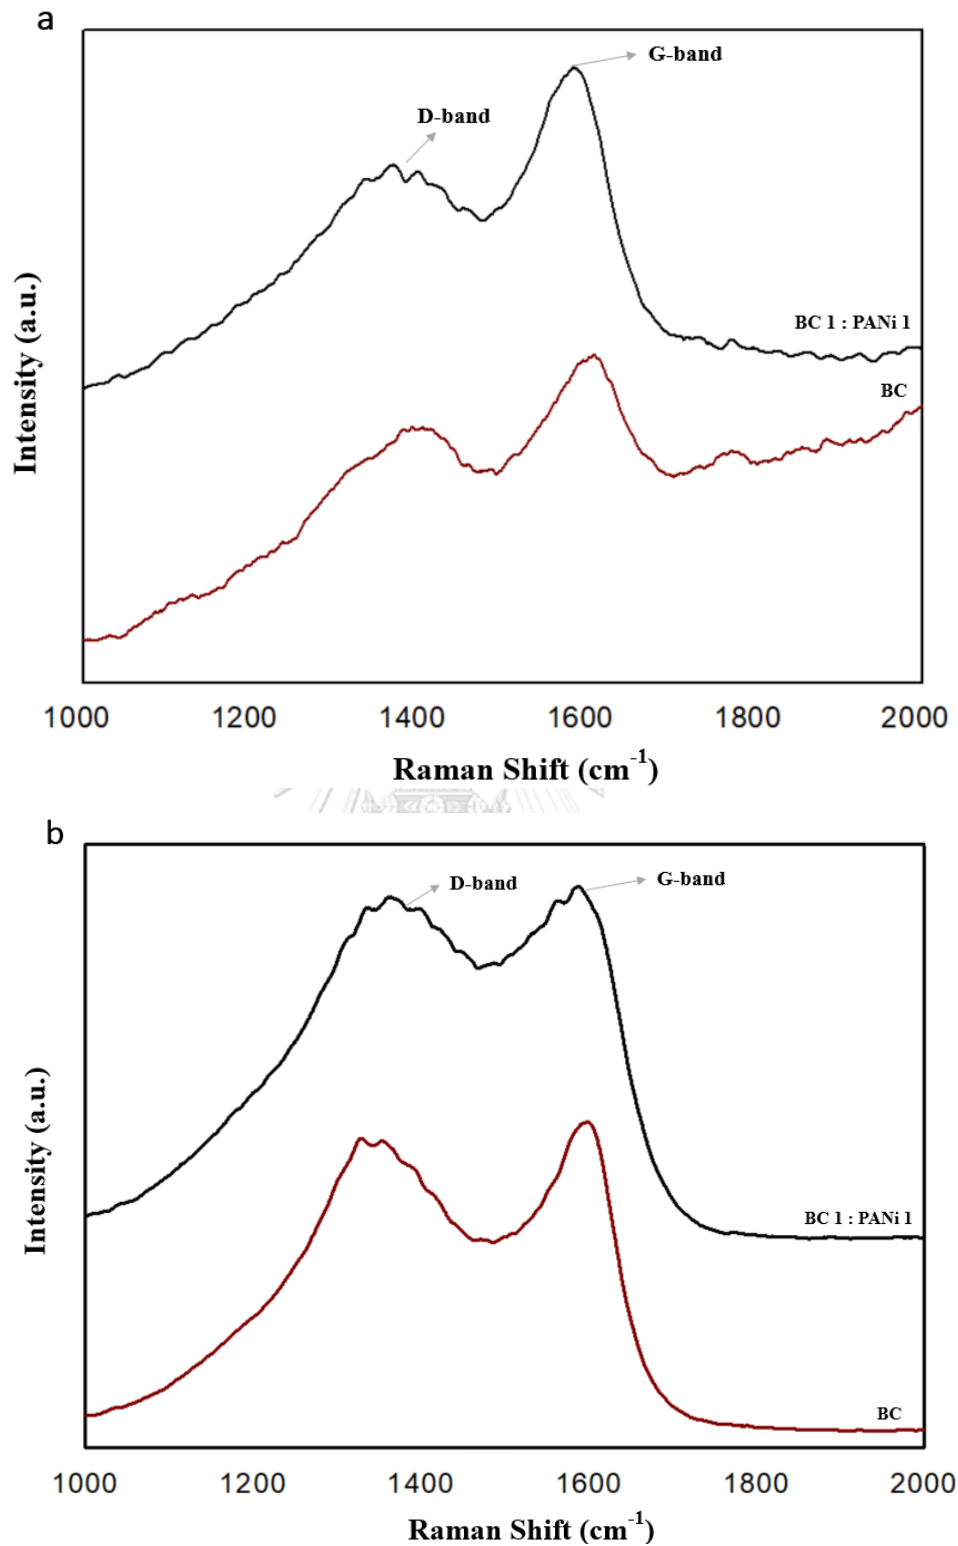 a
G-band
D-band
BC 1 : PANi 1
BC
Intensity (a.u.)
1000 1200 1400 1600 1800 2000
Raman Shift (cm-1)
b
D-band
G-band
Intensity (a.u.)
BC 1 : PANi 1
BC
1000 1200 1400 1600 1800 2000
Raman Shift (cm-1)